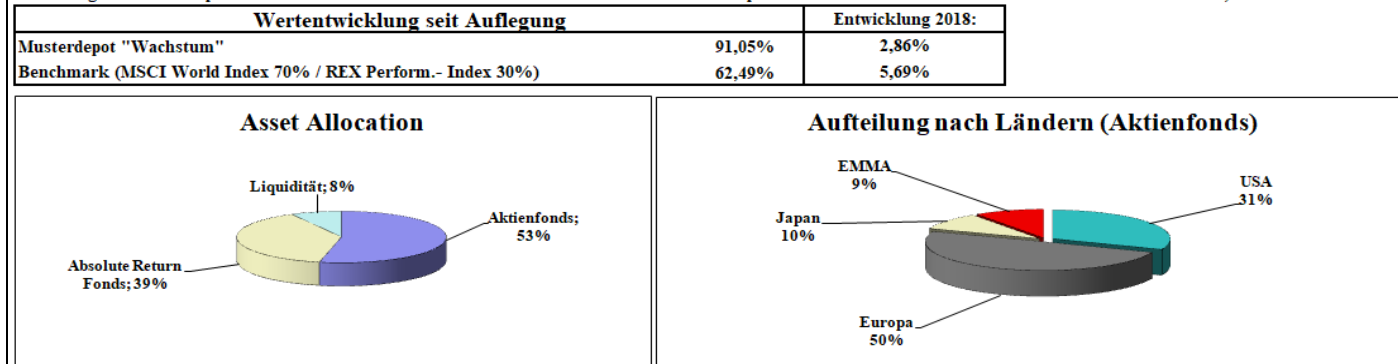 Wertentwicklung seit Auflegung Entwicklung 2018:
Musterdepot "Wachstum" 91,05% 2,86%
Benchmark (MSCI World Index 70% / REX Perform.- Index 30%) 62,49% 5,69%
Asset Allocation
Liquidität; 8%
Aktienfonds;
53%
Absolute Return
Fonds; 39%
Aufteilung nach Ländern (Aktienfonds)
EMMA
9%
USA
31%
Japan
10%
Europa
50%